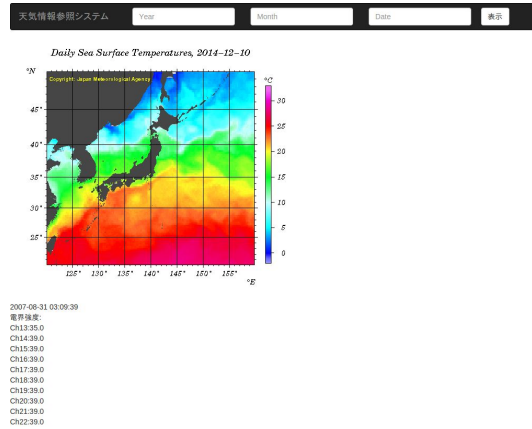 天気情報参照システム Year Month Date 表示
Daily Sea Surface Temperatures, 2014-12-10
°N °C
Copyright: Japan Meteorological Agency
30
45° 25
40° 20
35° 15
30° 10
5
25° 0
125° 130° 135° 140° 145° 150° 155°
°E
2007-08-31 03:09:39
電界強度:
Ch13:35.0
Ch14:39.0
Ch15:39.0
Ch16:39.0
Ch17:39.0
Ch18:39.0
Ch19:39.0
Ch20:39.0
Ch21:39.0
Ch22:39.0